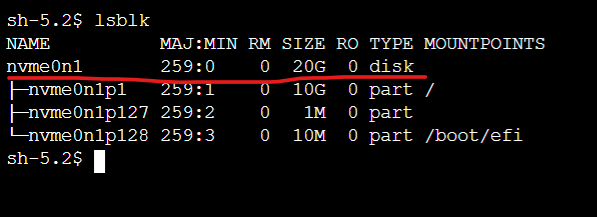 sh-5.2$ lsblk
NAME          MAJ:MIN RM SIZE RO TYPE MOUNTPOINTS
nvme0n1       259:0    0  20G  0 disk
├─nvme0n1p1   259:1    0  10G  0 part /
├─nvme0n1p127 259:2    0   1M  0 part
└─nvme0n1p128 259:3    0  10M  0 part /boot/efi
sh-5.2$